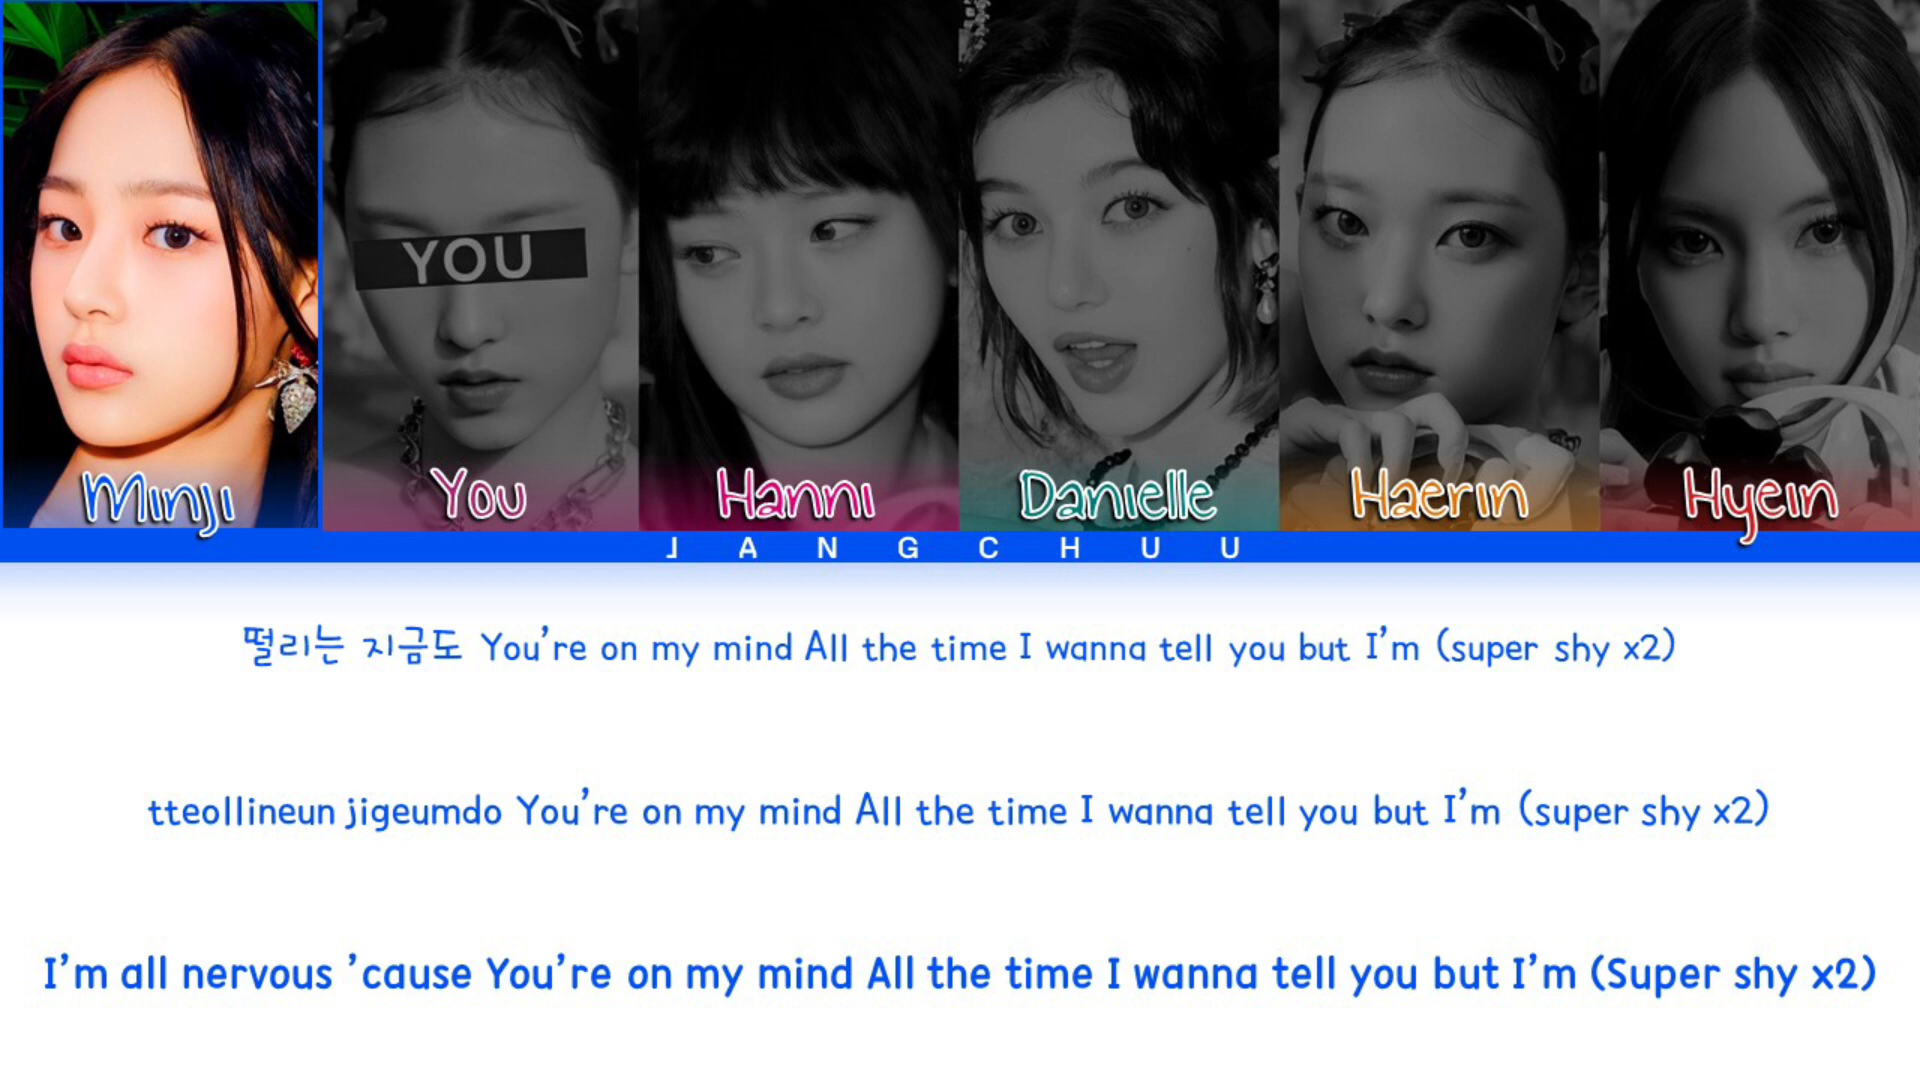 YOU
Minji You Hanni Danielle Haerin Hyein
JANGCHUU
떨리는 지금도 You're on my mind All the time I wanna tell you but I'm (super shy x2)
tteollineun jigeumdo You're on my mind All the time I wanna tell you but I'm (super shy x2)
I'm all nervous 'cause You're on my mind All the time I wanna tell you but I'm (Super shy x2)